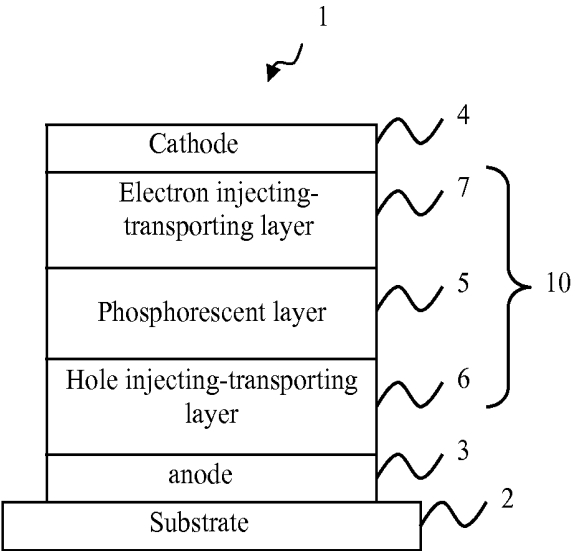 1
Cathode
4
Electron injecting-
transporting layer
7
Phosphorescent layer
5
10
Hole injecting-transporting
layer
6
anode
3
Substrate
2